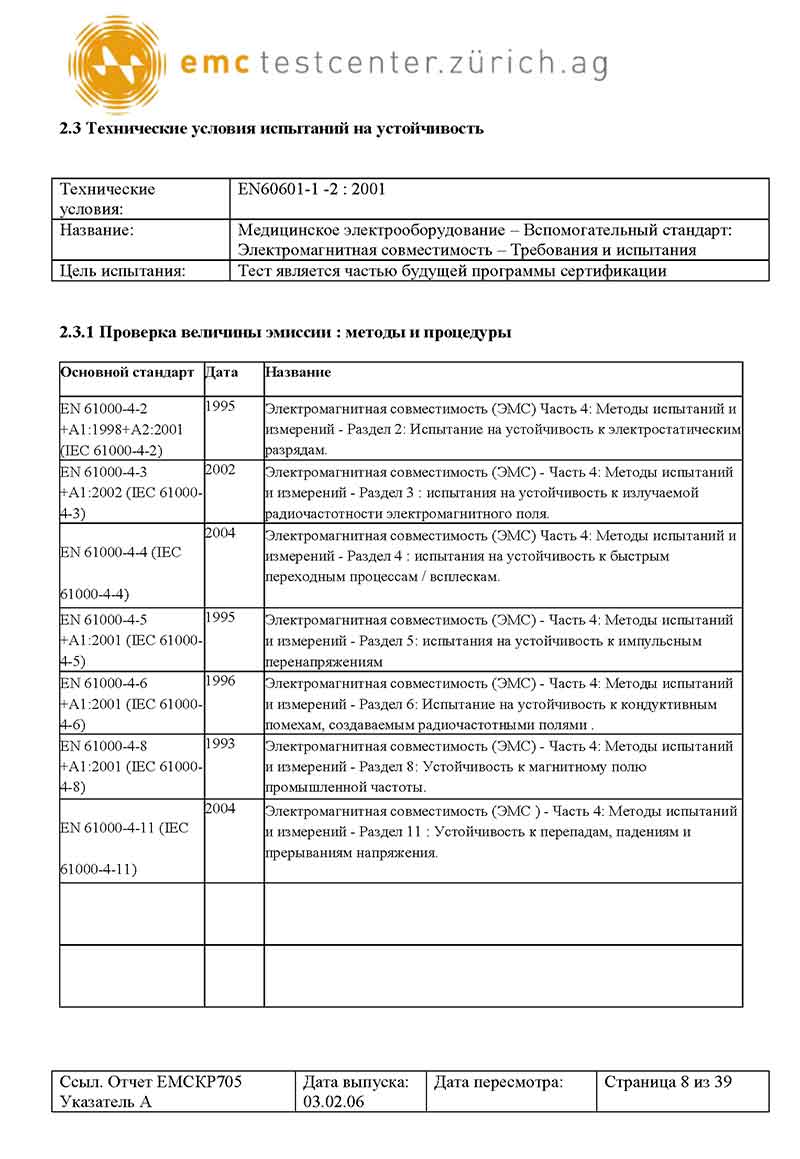 emc testcenter.zürich.ag
2.3 Технические условия испытаний на устойчивость
Технические
условия:
EN60601-1 -2 : 2001
Название:
Медицинское электрооборудование – Вспомогательный стандарт:
Электромагнитная совместимость – Требования и испытания
Цель испытания:
Тест является частью будущей программы сертификации
2.3.1 Проверка величины эмиссии : методы и процедуры
Основной стандарт
Дата
Название
EN 61000-4-2
+A1:1998+A2:2001
(IEC 61000-4-2)
1995
Электромагнитная совместимость (ЭМС) Часть 4: Методы испытаний и
измерений - Раздел 2: Испытание на устойчивость к электростатическим
разрядам.
EN 61000-4-3
+A1:2002 (IEC 61000-
4-3)
2002
Электромагнитная совместимость (ЭМС) - Часть 4: Методы испытаний
и измерений - Раздел 3 : испытания на устойчивость к излучаемой
радиочастотности электромагнитного поля.
EN 61000-4-4 (IEC
61000-4-4)
2004
Электромагнитная совместимость (ЭМС) Часть 4: Методы испытаний и
измерений - Раздел 4 : испытания на устойчивость к быстрым
переходным процессам / всплескам.
EN 61000-4-5
+A1:2001 (IEC 61000-
4-5)
1995
Электромагнитная совместимость (ЭМС) - Часть 4: Методы испытаний
и измерений - Раздел 5: испытания на устойчивость к импульсным
перенапряжениям
EN 61000-4-6
+A1:2001 (IEC 61000-
4-6)
1996
Электромагнитная совместимость (ЭМС) - Часть 4: Методы испытаний
и измерений - Раздел 6: Испытание на устойчивость к кондуктивным
помехам, создаваемым радиочастотными полями .
EN 61000-4-8
+A1:2001 (IEC 61000-
4-8)
1993
Электромагнитная совместимость (ЭМС) - Часть 4: Методы испытаний
и измерений - Раздел 8: Устойчивость к магнитному полю
промышленной частоты.
EN 61000-4-11 (IEC
61000-4-11)
2004
Электромагнитная совместимость (ЭМС ) - Часть 4: Методы испытаний
и измерений - Раздел 11 : Устойчивость к перепадам, падениям и
прерываниям напряжения.
Ссыл. Отчет ЕМСКР705
Указатель А
Дата выпуска:
03.02.06
Дата пересмотра:
Страница 8 из 39